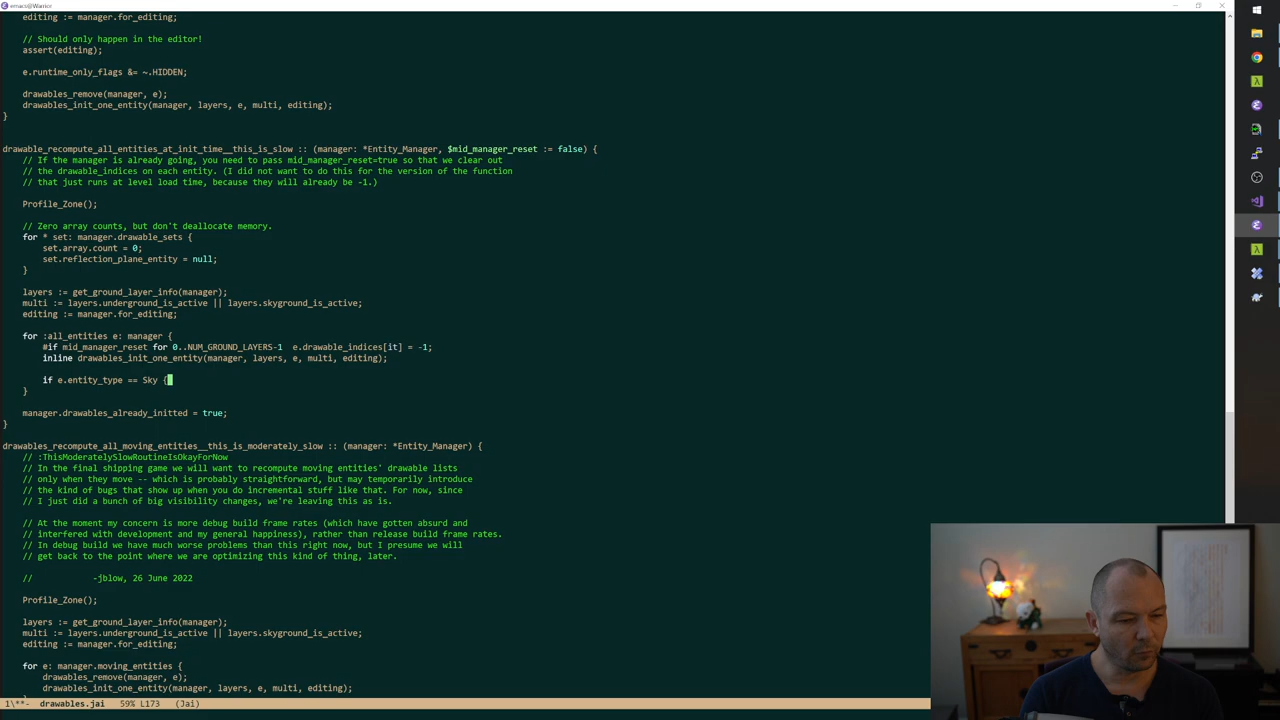 emacs@Warrior
editing := manager.for_editing;
// Should only happen in the editor!
assert(editing);
e.runtime_only_flags &= ~.HIDDEN;
drawables_remove(manager, e);
drawables_init_one_entity(manager, layers, e, multi, editing);
}
drawable_recompute_all_entities_at_init_time__this_is_slow :: (manager: *Entity_Manager, $mid_manager_reset := false) {
// If the manager is already going, you need to pass mid_manager_reset=true so that we clear out
// the drawable_indices on each entity. (I did not want to do this for the version of the function
// that just runs at level load time, because they will already be -1.)
Profile_Zone();
// Zero array counts, but don't deallocate memory.
for * set: manager.drawable_sets {
set.array.count = 0;
set.reflection_plane_entity = null;
}
layers := get_ground_layer_info(manager);
multi := layers.underground_is_active || layers.skyground_is_active;
editing := manager.for_editing;
for :all_entities e: manager {
#if mid_manager_reset for 0..NUM_GROUND_LAYERS-1  e.drawable_indices[it] = -1;
inline drawables_init_one_entity(manager, layers, e, multi, editing);
if e.entity_type == Sky {
}
manager.drawables_already_initted = true;
}
drawables_recompute_all_moving_entities__this_is_moderately_slow :: (manager: *Entity_Manager) {
// :ThisModeratelySlowRoutineIsOkayForNow
// In the final shipping game we will want to recompute moving entities' drawable lists
// only when they move -- which is probably straightforward, but may temporarily introduce
// the kind of bugs that show up when you do incremental stuff like that. For now, since
// I just did a bunch of big visibility changes, we're leaving this as is.
// At the moment my concern is more debug build frame rates (which have gotten absurd and
// interfered with development and my general happiness), rather than release build frame rates.
// In debug build we have much worse problems than this right now, but I presume we will
// get back to the point where we are optimizing this kind of thing, later.
// -jblow, 26 June 2022
Profile_Zone();
layers := get_ground_layer_info(manager);
multi := layers.underground_is_active || layers.skyground_is_active;
editing := manager.for_editing;
for e: manager.moving_entities {
drawables_remove(manager, e);
drawables_init_one_entity(manager, layers, e, multi, editing);
1\**- drawables.jai 59% L173 (Jai)